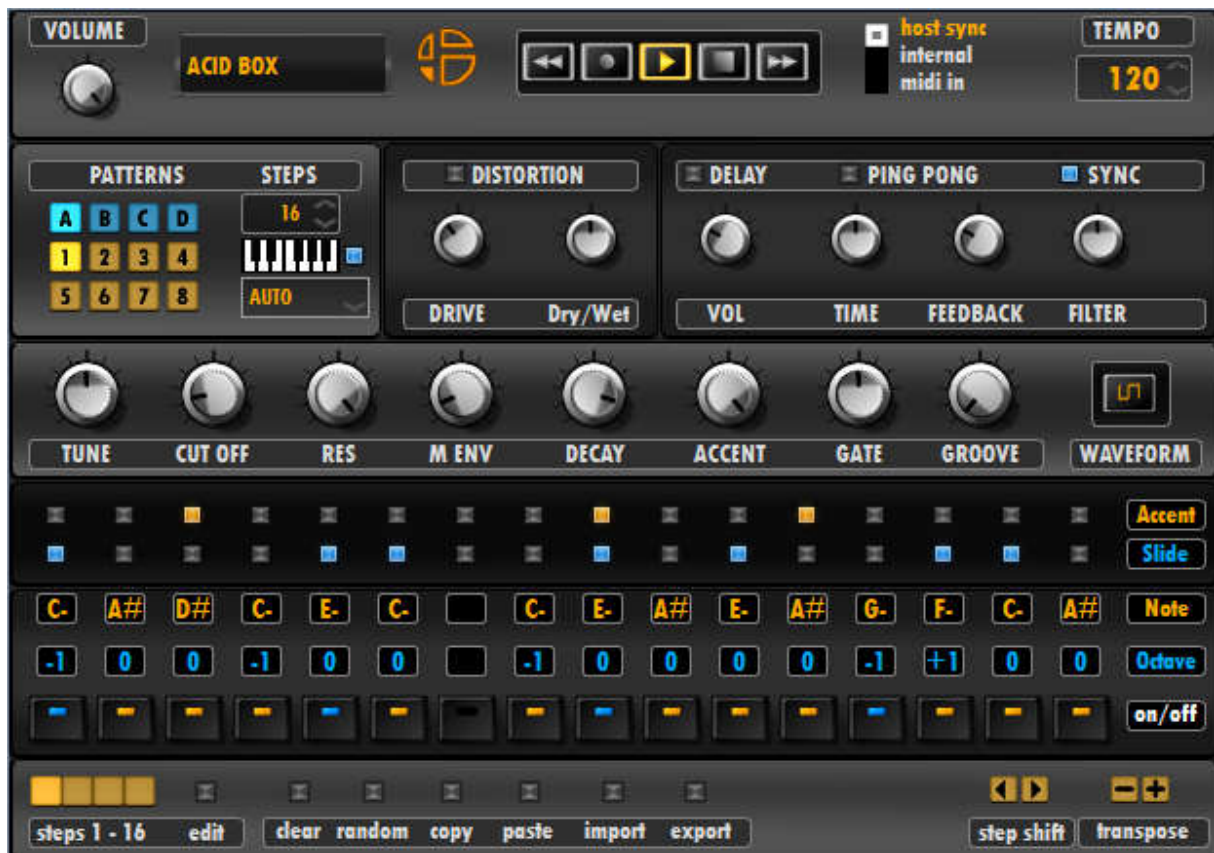 VOLUME
ACID BOX
host sync
internal
midi in
TEMPO
120
PATTERNS STEPS
A B C D
16
1 2 3 4
5 6 7 8
AUTO
DISTORTION
DRIVE Dry/Wet
DELAY PING PONG SYNC
VOL TIME FEEDBACK FILTER
TUNE CUT OFF RES M ENV DECAY ACCENT GATE GROOVE WAVEFORM
Accent
Slide
C- A# D# C- E- C- C- E- A# E- A# G- F- C- A# Note
-1 0 0 -1 0 0 -1 0 0 0 0 -1 +1 0 0 Octave
on/off
steps 1 - 16 edit clear random copy paste import export step shift transpose